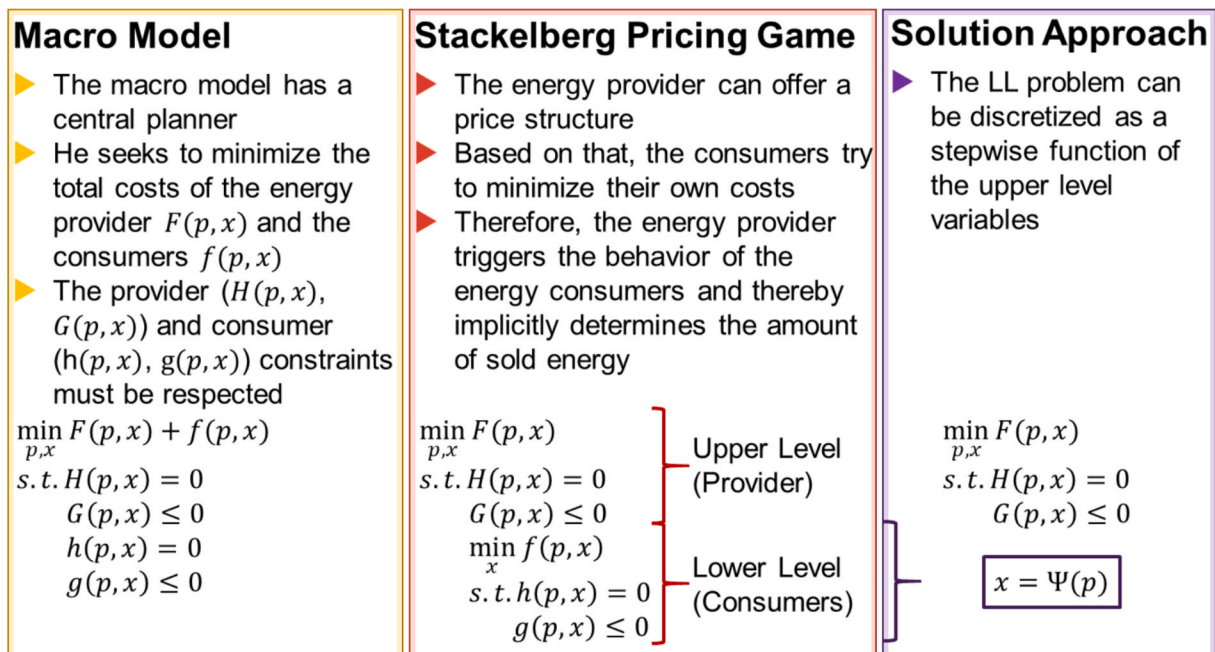 Macro Model
▶ The macro model has a
central planner
▶ He seeks to minimize the
total costs of the energy
provider F(p, x) and the
consumers f(p, x)
▶ The provider (H(p, x),
G(p, x)) and consumer
(h(p, x), g(p, x)) constraints
must be respected
min F(p, x) + f(p, x)
p,x
s. t. H(p, x) = 0
G(p, x) ≤ 0
h(p, x) = 0
g(p, x) ≤ 0
Stackelberg Pricing Game
▶ The energy provider can offer a
price structure
▶ Based on that, the consumers try
to minimize their own costs
▶ Therefore, the energy provider
triggers the behavior of the
energy consumers and thereby
implicitly determines the amount
of sold energy
min F(p, x)
p,x
s. t. H(p, x) = 0
G(p, x) ≤ 0
Upper Level
(Provider)
min f(p, x)
x
s. t. h(p, x) = 0
g(p, x) ≤ 0
Lower Level
(Consumers)
Solution Approach
▶ The LL problem can
be discretized as a
stepwise function of
the upper level
variables
min F(p, x)
p,x
s. t. H(p, x) = 0
G(p, x) ≤ 0
x = Ψ(p)